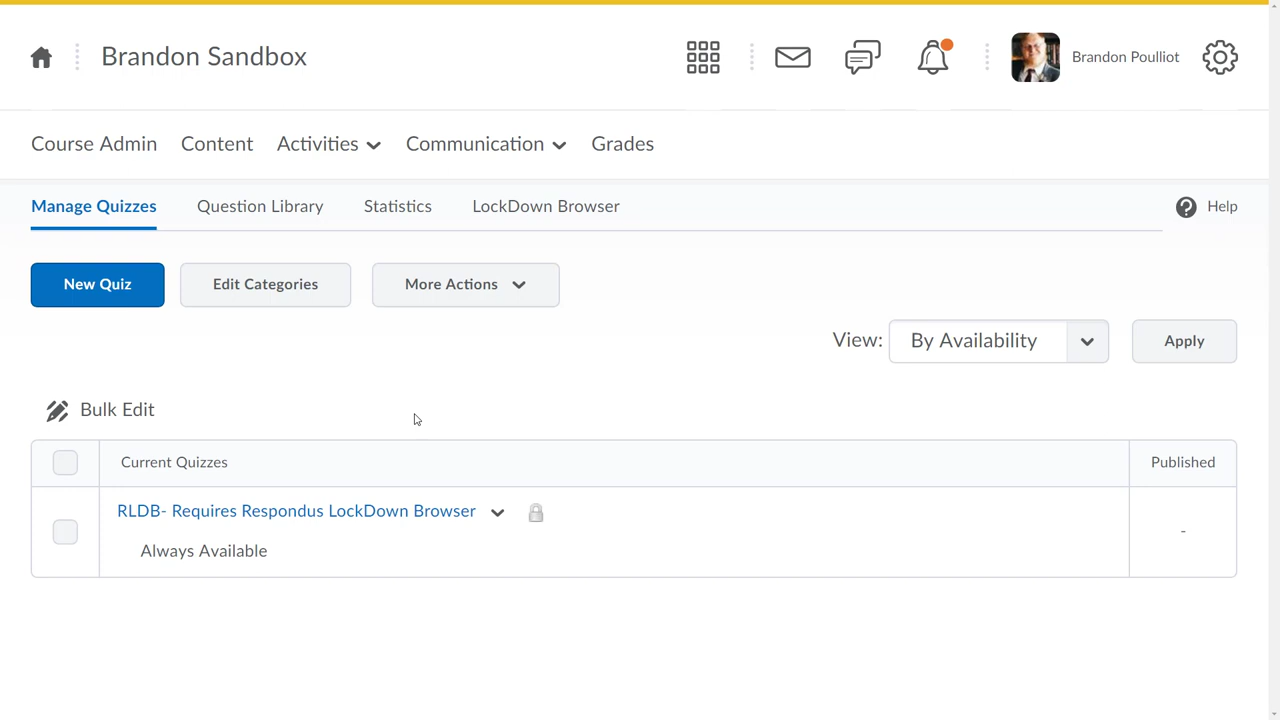 Brandon Sandbox
Brandon Poulliot
Course Admin Content Activities Communication Grades
Manage Quizzes Question Library Statistics LockDown Browser Help
New Quiz Edit Categories More Actions
View: By Availability Apply
Bulk Edit
Current Quizzes Published
RLDB- Requires Respondus LockDown Browser
Always Available -